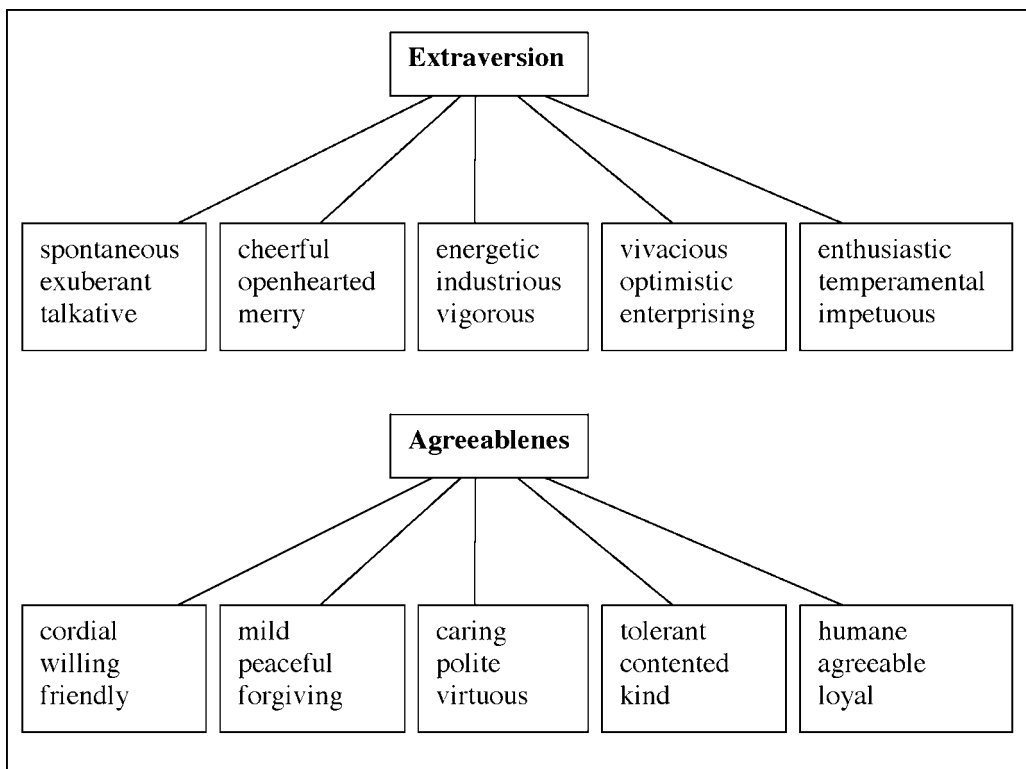 Extraversion
spontaneous
exuberant
talkative
cheerful
openhearted
merry
energetic
industrious
vigorous
vivacious
optimistic
enterprising
enthusiastic
temperamental
impetuous
Agreeablenes
cordial
willing
friendly
mild
peaceful
forgiving
caring
polite
virtuous
tolerant
contented
kind
humane
agreeable
loyal